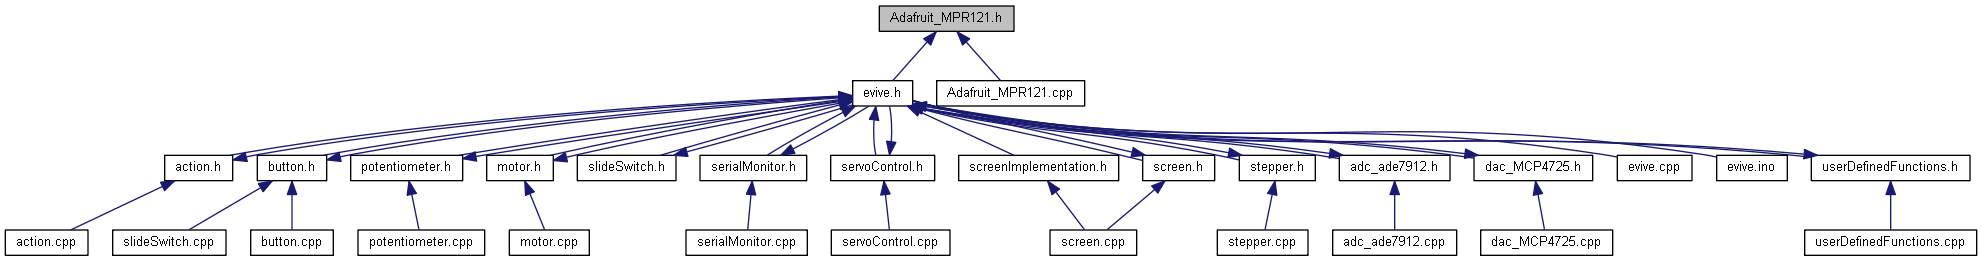 Adafruit_MPR121.h
evive.h
Adafruit_MPR121.cpp
action.h
button.h
potentiometer.h
motor.h
slideSwitch.h
serialMonitor.h
servoControl.h
screenImplementation.h
screen.h
stepper.h
adc_ade7912.h
dac_MCP4725.h
evive.cpp
evive.ino
userDefinedFunctions.h
action.cpp
slideSwitch.cpp
button.cpp
potentiometer.cpp
motor.cpp
serialMonitor.cpp
servoControl.cpp
screen.cpp
stepper.cpp
adc_ade7912.cpp
dac_MCP4725.cpp
userDefinedFunctions.cpp